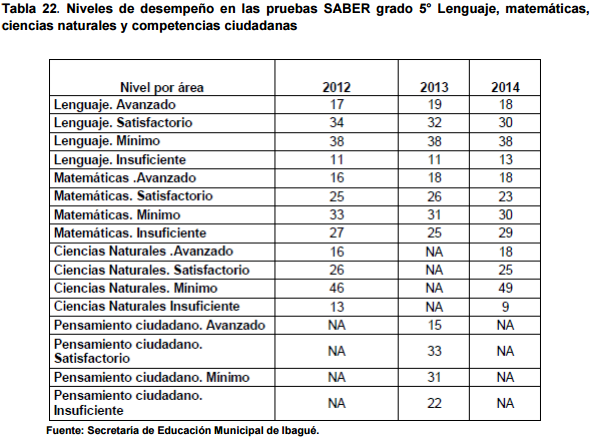 Tabla 22. Niveles de desempeño en las pruebas SABER grado 5° Lenguaje, matemáticas,
ciencias naturales y competencias ciudadanas
Nivel por área 2012 2013 2014
Lenguaje. Avanzado 17 19 18
Lenguaje. Satisfactorio 34 32 30
Lenguaje. Mínimo 38 38 38
Lenguaje. Insuficiente 11 11 13
Matemáticas .Avanzado 16 18 18
Matemáticas. Satisfactorio 25 26 23
Matemáticas. Mínimo 33 31 30
Matemáticas. Insuficiente 27 25 29
Ciencias Naturales .Avanzado 16 NA 18
Ciencias Naturales. Satisfactorio 26 NA 25
Ciencias Naturales. Mínimo 46 NA 49
Ciencias Naturales Insuficiente 13 NA 9
Pensamiento ciudadano. Avanzado NA 15 NA
Pensamiento ciudadano.
Satisfactorio NA 33 NA
Pensamiento ciudadano. Mínimo NA 31 NA
Pensamiento ciudadano.
Insuficiente NA 22 NA
Fuente: Secretaria de Educación Municipal de Ibagué.